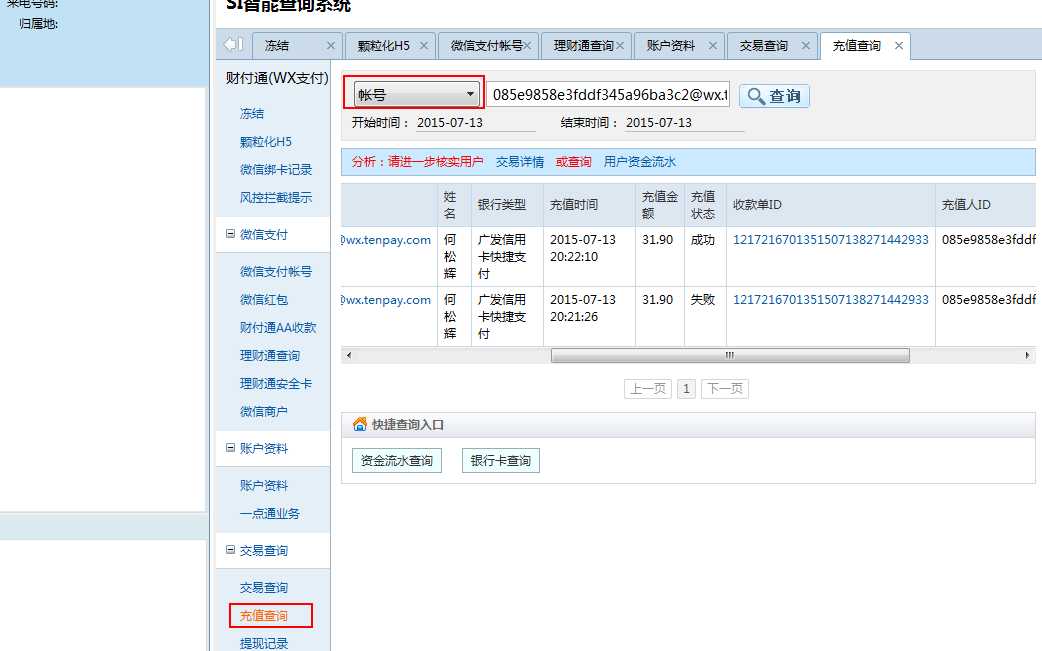 来电号码:
归属地:
SI智能查询系统
冻结 × 颗粒化H5 × 微信支付帐号× 理财通查询× 账户资料 × 交易查询 × 充值查询 ×
财付通(WX支付)
冻结
颗粒化H5
微信绑卡记录
风控拦截提示
微信支付
微信支付帐号
微信红包
财付通AA收款
理财通查询
理财通安全卡
微信商户
账户资料
账户资料
一点通业务
交易查询
交易查询
充值查询
提现记录
帐号 085e9858e3fddf345a96ba3c2@wx.t 查询
开始时间： 2015-07-13 结束时间： 2015-07-13
分析：请进一步核实用户 交易详情 或查询 用户资金流水
姓名 银行类型 充值时间 充值金额 充值状态 收款单ID 充值人ID
@wx.tenpay.com 何松辉 广发信用卡快捷支付 2015-07-13 20:22:10 31.90 成功 1217216701351507138271442933 085e9858e3fddf
@wx.tenpay.com 何松辉 广发信用卡快捷支付 2015-07-13 20:21:26 31.90 失败 1217216701351507138271442933 085e9858e3fddf
上一页 1 下一页
快捷查询入口
资金流水查询 银行卡查询